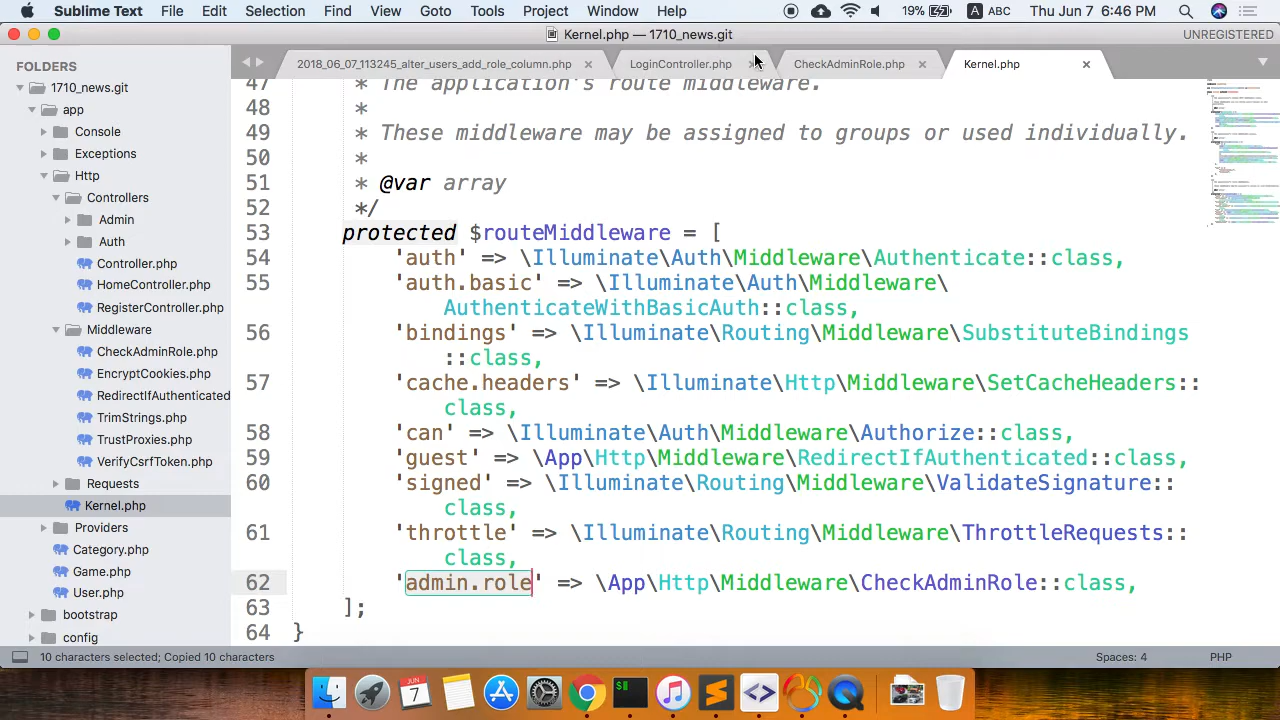 Sublime Text File Edit Selection Find View Goto Tools Project Window Help 19% A ABC Thu Jun 7 6:46 PM
Kernel.php — 1710_news.git UNREGISTERED
FOLDERS
1710_news.git
app
Console
Exceptions
Http
Controllers
Admin
Auth
Controller.php
HomeController.php
RegisterController.php
Middleware
CheckAdminRole.php
EncryptCookies.php
RedirectIfAuthenticated
TrimStrings.php
TrustProxies.php
VerifyCsrfToken.php
Requests
Kernel.php
Providers
Category.php
Game.php
User.php
bootstrap
config
2018_06_07_113245_alter_users_add_role_column.php × LoginController.php × CheckAdminRole.php × Kernel.php ×
47 * The application's route middleware.
48 *
49 * These middleware may be assigned to groups or used individually.
50 *
51 * @var array
52 */
53 protected $routeMiddleware = [
54 'auth' => \Illuminate\Auth\Middleware\Authenticate::class,
55 'auth.basic' => \Illuminate\Auth\Middleware\
AuthenticateWithBasicAuth::class,
56 'bindings' => \Illuminate\Routing\Middleware\SubstituteBindings
::class,
57 'cache.headers' => \Illuminate\Http\Middleware\SetCacheHeaders::
class,
58 'can' => \Illuminate\Auth\Middleware\Authorize::class,
59 'guest' => \App\Http\Middleware\RedirectIfAuthenticated::class,
60 'signed' => \Illuminate\Routing\Middleware\ValidateSignature::
class,
61 'throttle' => \Illuminate\Routing\Middleware\ThrottleRequests::
class,
62 'admin.role' => \App\Http\Middleware\CheckAdminRole::class,
63 ];
64 }
10 characters selected; Copied 10 characters Spaces: 4 PHP
JUN
7